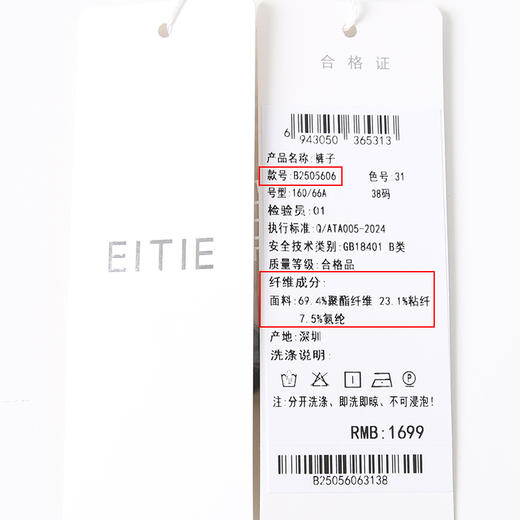 EITIE
合格证
6 943050 365313
产品名称:裤子
款号:B2505606 色号:31
号型:160/66A 38码
检验员:01
执行标准:Q/ATA005-2024
安全技术类别:GB18401 B类
质量等级:合格品
纤维成分:
面料:69.4%聚酯纤维 23.1%粘纤
7.5%氨纶
产地:深圳
洗涤说明:
注:分开洗涤、即洗即晾、不可浸泡!
RMB:1699
B25056063138